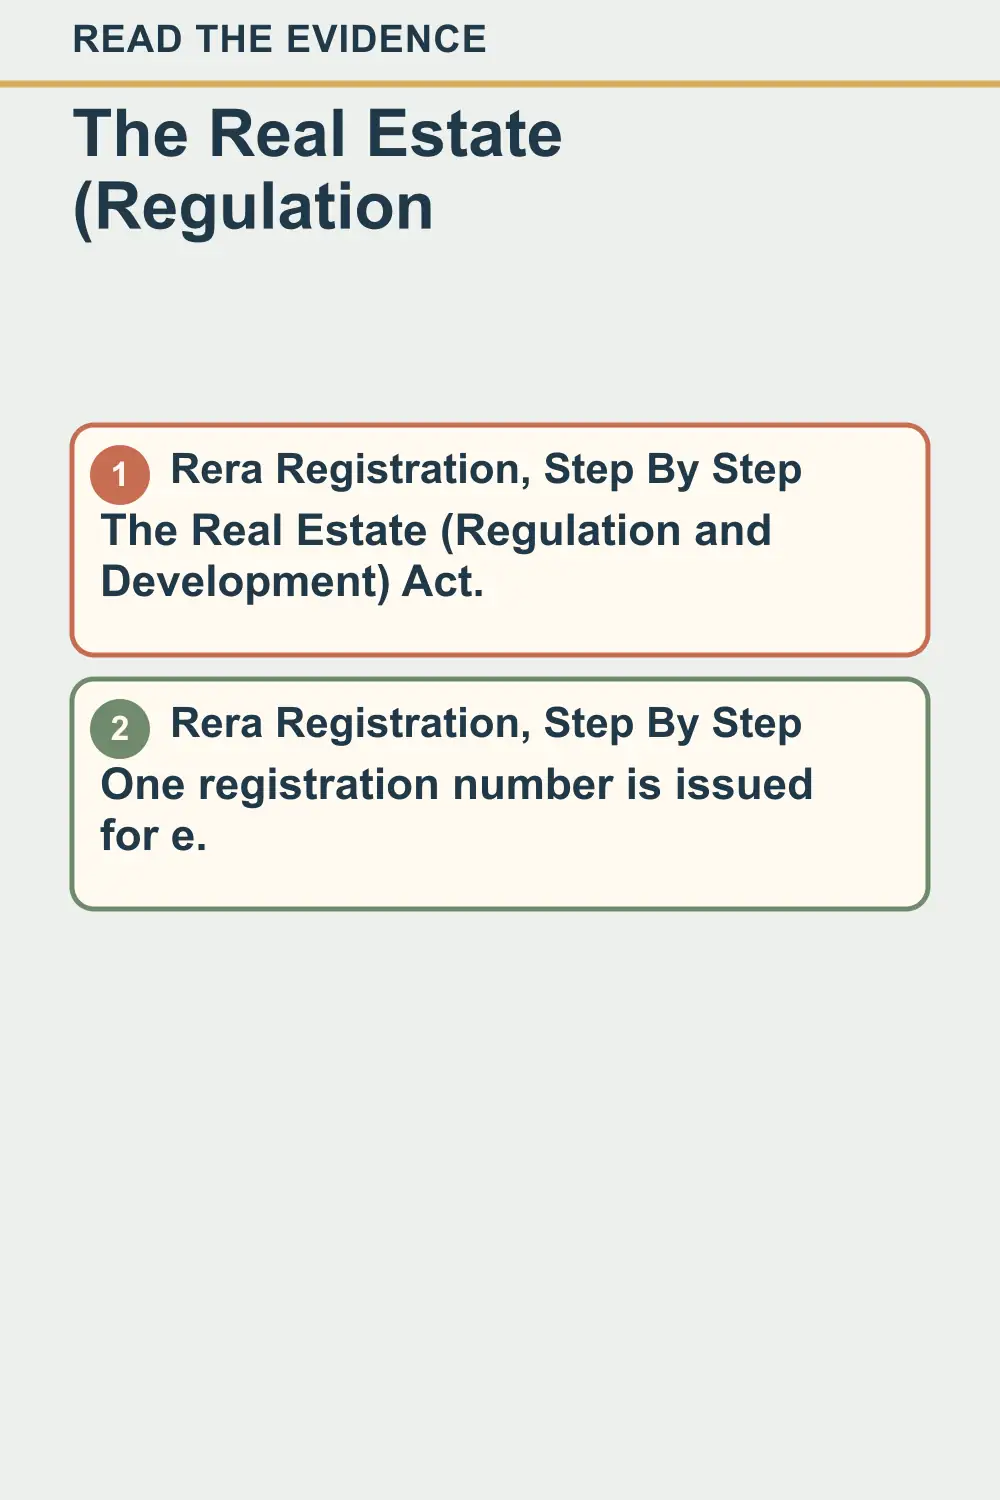 READ THE EVIDENCE
The Real Estate
(Regulation
1 Rera Registration, Step By Step
The Real Estate (Regulation and
Development) Act.
2 Rera Registration, Step By Step
One registration number is issued
for e.